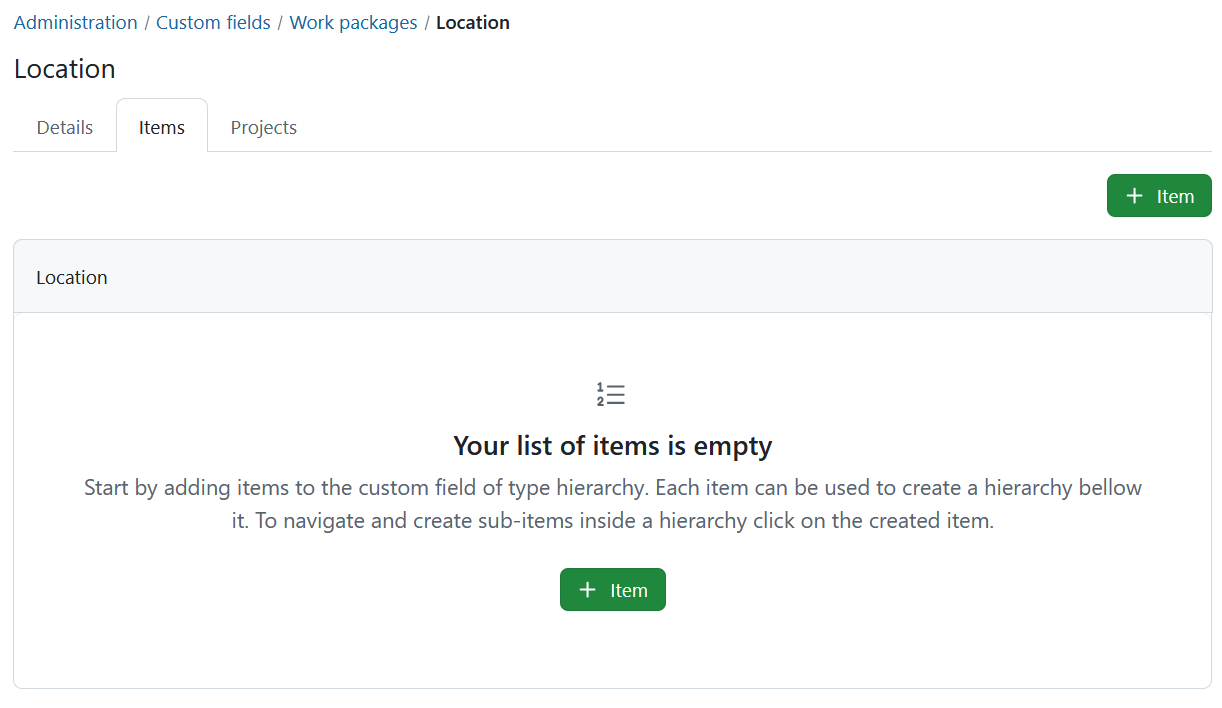 Administration / Custom fields / Work packages / Location
Location
Details Items Projects
+ Item
Location
1 2
Your list of items is empty
Start by adding items to the custom field of type hierarchy. Each item can be used to create a hierarchy bellow
it. To navigate and create sub-items inside a hierarchy click on the created item.
+ Item